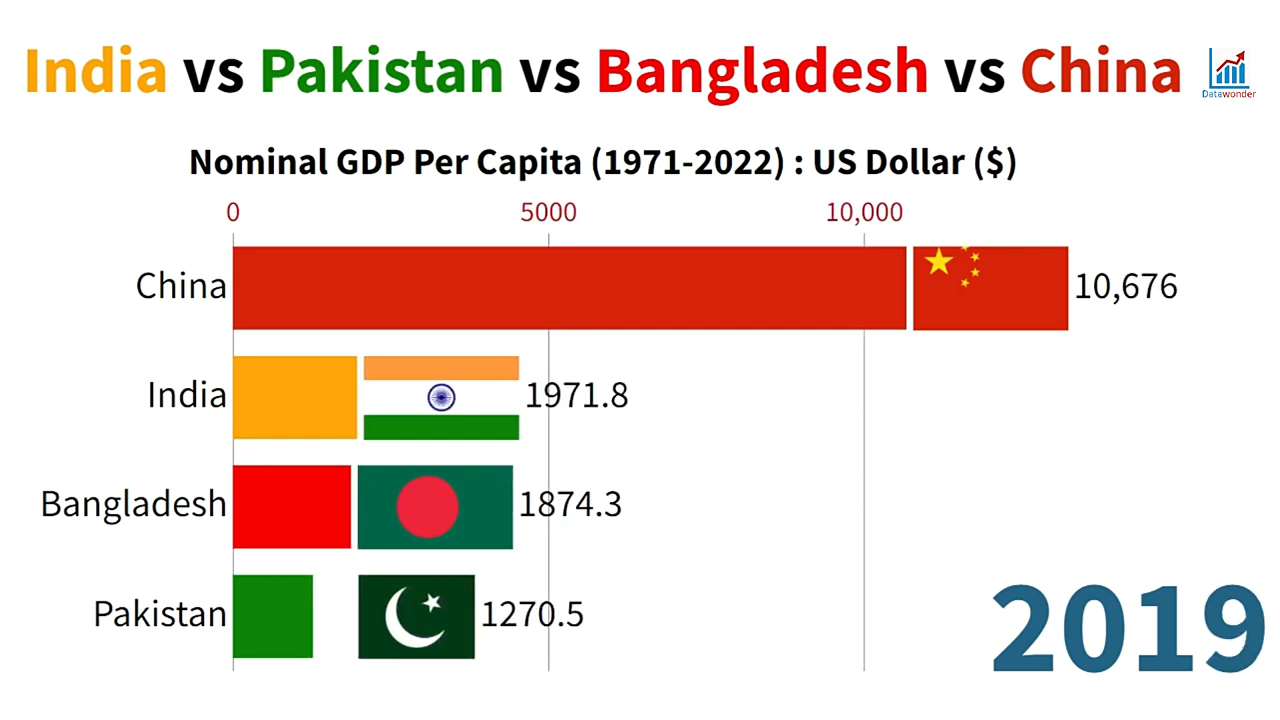 India vs Pakistan vs Bangladesh vs China
Datawonder
Nominal GDP Per Capita (1971-2022) : US Dollar ($)
0 5000 10,000
China 10,676
India 1971.8
Bangladesh 1874.3
Pakistan 1270.5
2019